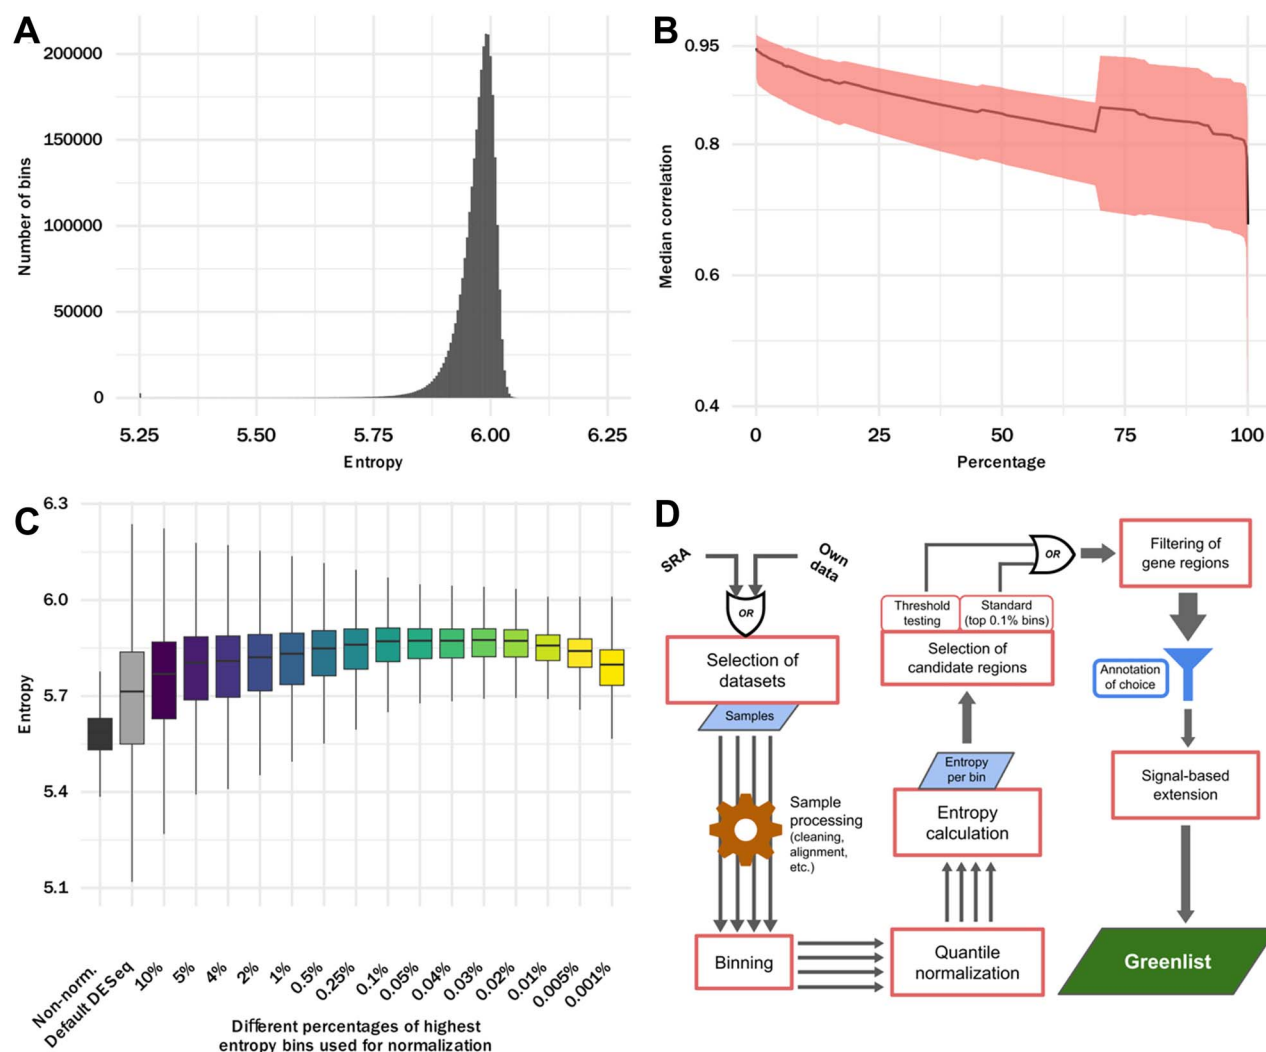 A
200000
150000
100000
50000
0
Number of bins
5.25 5.50 5.75 6.00 6.25
Entropy
B
0.95
0.8
0.6
0.4
Median correlation
0 25 50 75 100
Percentage
C
6.3
6.0
5.7
5.4
5.1
Entropy
Non-norm.
Default DESeq
10%
5%
4%
2%
1%
0.5%
0.25%
0.1%
0.05%
0.04%
0.03%
0.02%
0.01%
0.005%
0.001%
Different percentages of highest
entropy bins used for normalization
D
SRA
Own
data
OR
Selection of
datasets
Samples
Sample
processing
(cleaning,
alignment,
etc.)
Binning
Quantile
normalization
Entropy
calculation
Entropy
per bin
Selection of
candidate regions
Threshold
testing
Standard
(top 0.1% bins)
OR
Filtering of
gene regions
Annotation
of choice
Signal-based
extension
Greenlist